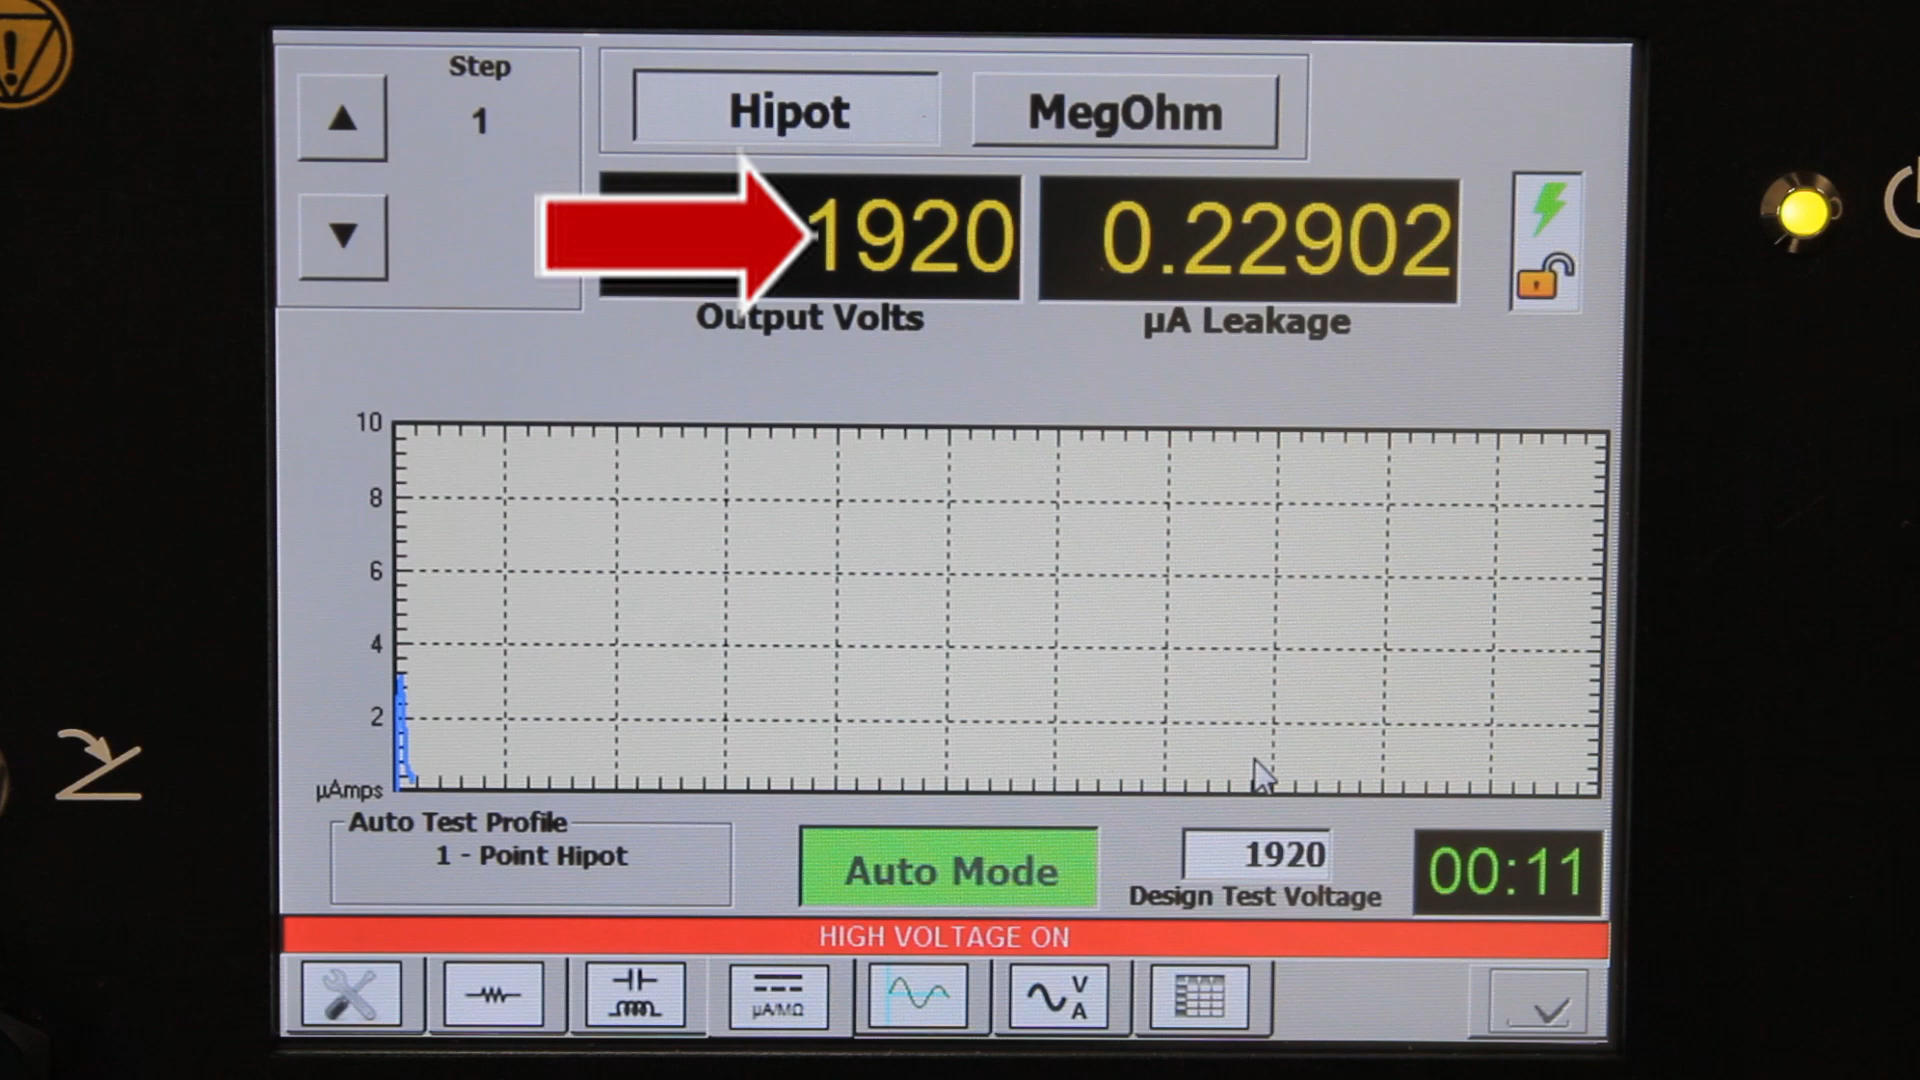 Step
1
Hipot
MegOhm
1920
0.22902
Output Volts
µA Leakage
10
8
6
4
2
µAmps
Auto Test Profile
1 - Point Hipot
Auto Mode
1920
Design Test Voltage
00:11
HIGH VOLTAGE ON
µA/MΩ
V
A